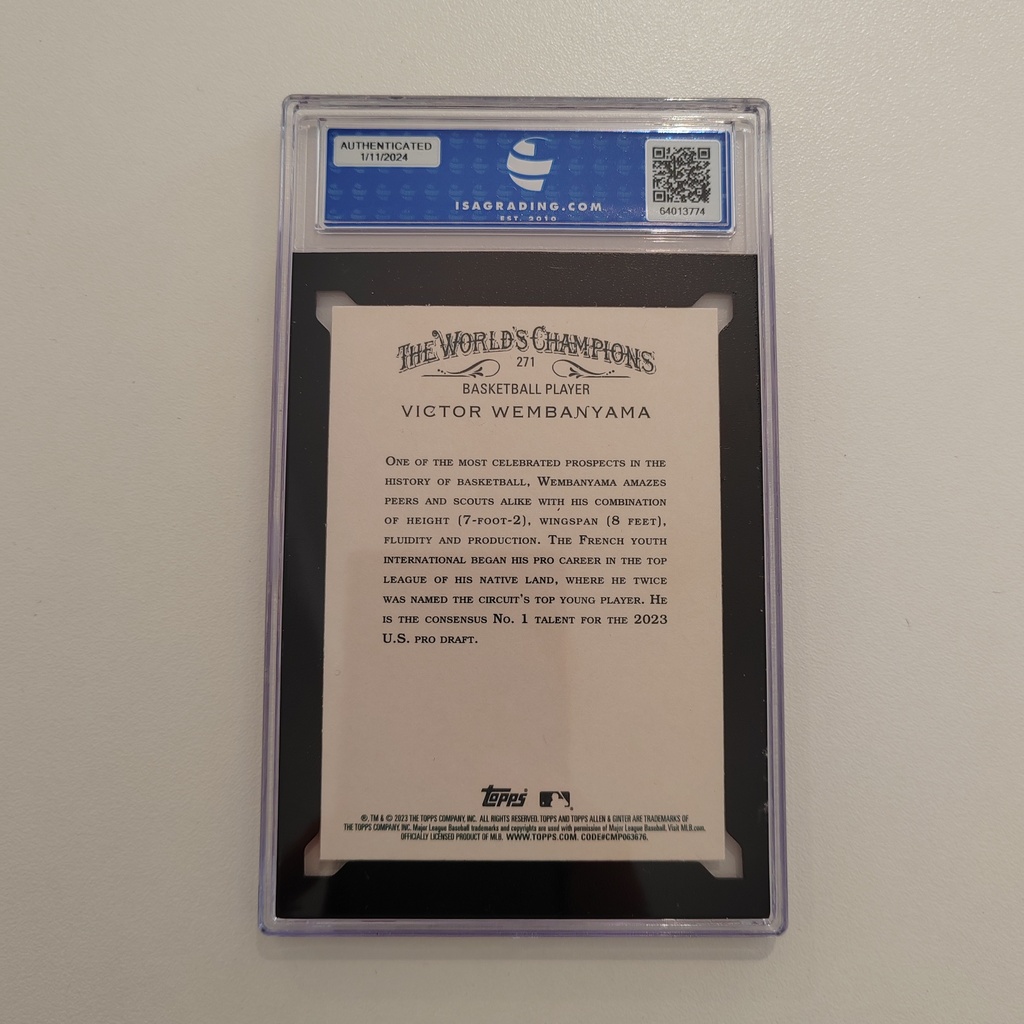 AUTHENTICATED
1/11/2024
ISAGRADING.COM
EST. 2010
64013774
THE WORLD'S CHAMPIONS
271
BASKETBALL PLAYER
VICTOR WEMBANYAMA
ONE OF THE MOST CELEBRATED PROSPECTS IN THE
HISTORY OF BASKETBALL, WEMBANYAMA AMAZES
PEERS AND SCOUTS ALIKE WITH HIS COMBINATION
OF HEIGHT (7-FOOT-2), WINGSPAN (8 FEET),
FLUIDITY AND PRODUCTION. THE FRENCH YOUTH
INTERNATIONAL BEGAN HIS PRO CAREER IN THE TOP
LEAGUE OF HIS NATIVE LAND, WHERE HE TWICE
WAS NAMED THE CIRCUIT'S TOP YOUNG PLAYER. HE
IS THE CONSENSUS NO. 1 TALENT FOR THE 2023
U.S. PRO DRAFT.
Topps
®, TM & © 2023 THE TOPPS COMPANY, INC. ALL RIGHTS RESERVED. TOPPS AND TOPPS ALLEN & GINTER ARE TRADEMARKS OF
THE TOPPS COMPANY, INC. Major League Baseball trademarks and copyrights are used with permission of Major League Baseball. Visit MLB.com.
OFFICIALLY LICENSED PRODUCT OF MLB. WWW.TOPPS.COM. CODE#CMP063676.